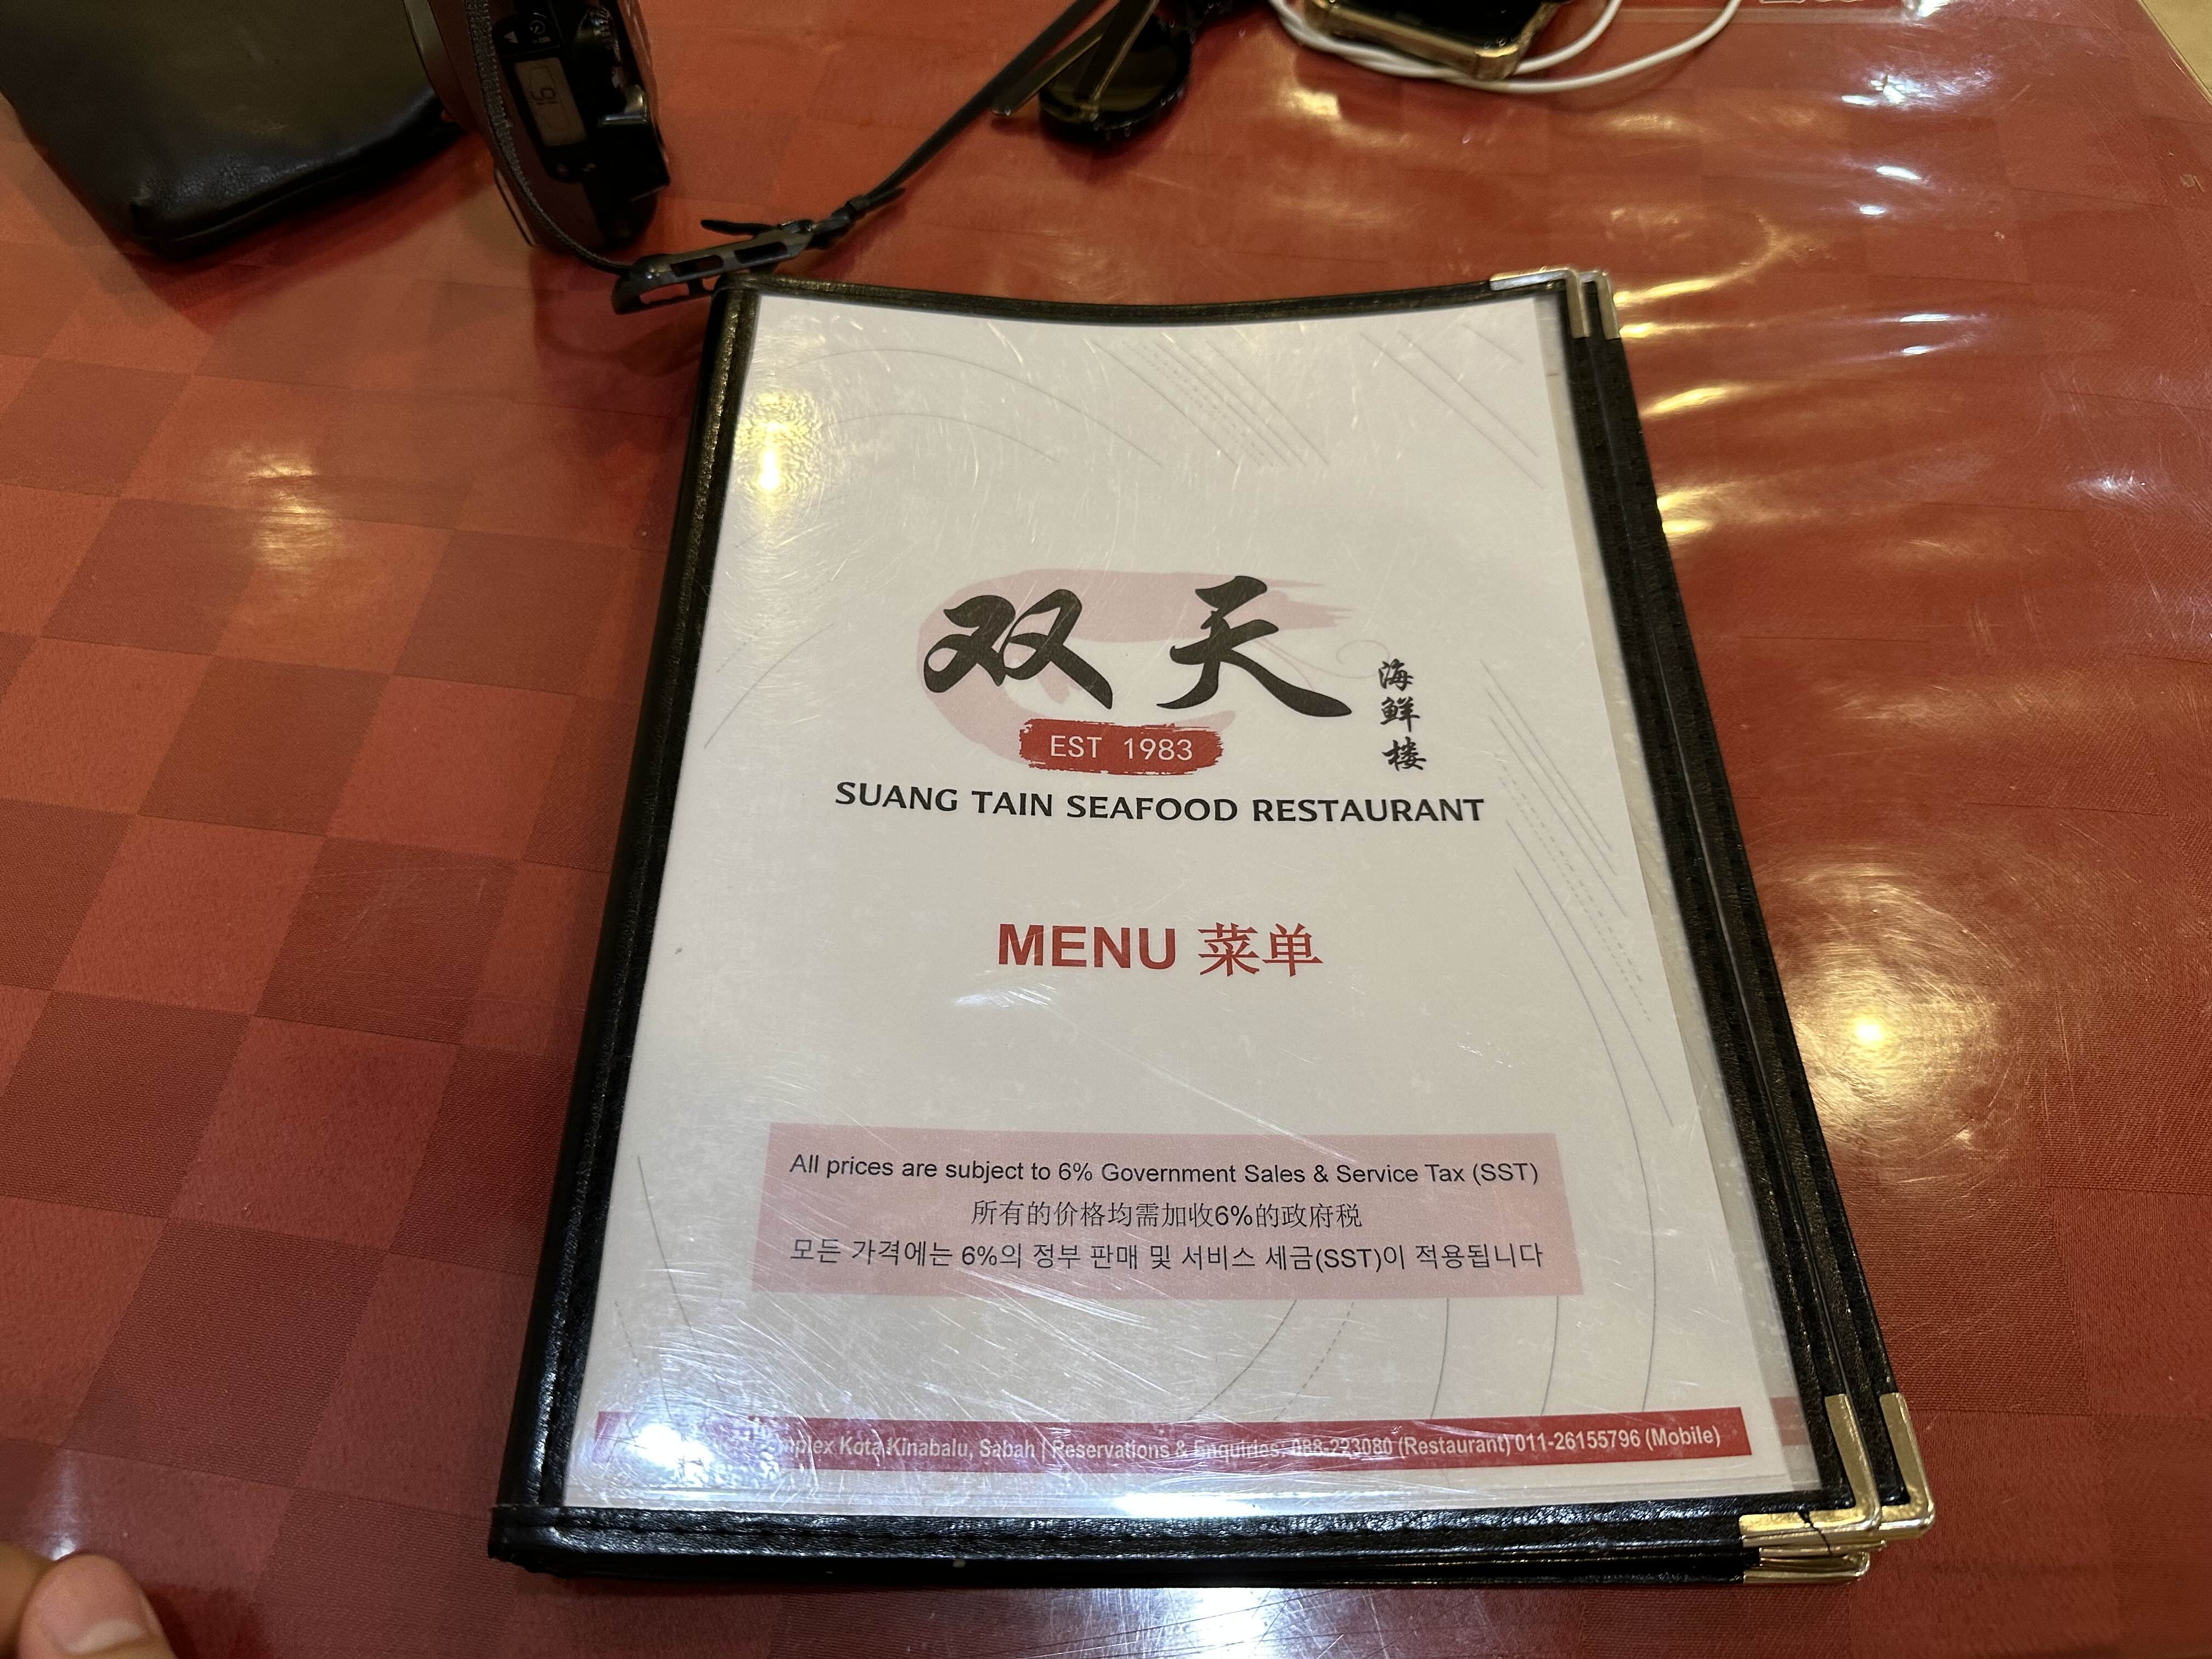 双天
海鲜楼
EST 1983
SUANG TAIN SEAFOOD RESTAURANT
MENU 菜单
All prices are subject to 6% Government Sales & Service Tax (SST)
所有的价格均需加收6%的政府税
모든 가격에는 6%의 정부 판매 및 서비스 세금(SST)이 적용됩니다
Kota Kinabalu, Sabah | Reservations & Enquiries: 088-223080 (Restaurant) 011-26155796 (Mobile)